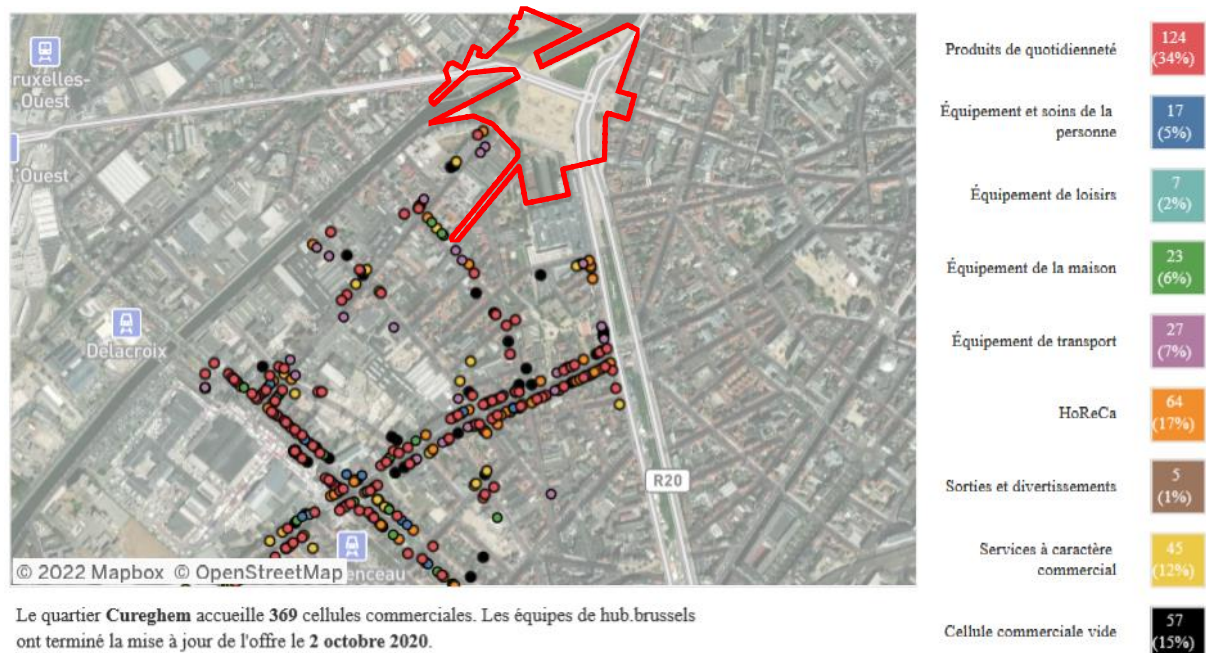 ruxelles-
Ouest
l'Ouest
Delacroix
R20
enceau
© 2022 Mapbox © OpenStreetMap
Produits de quotidienneté
124
(34%)
Équipement et soins de la
personne
17
(5%)
Équipement de loisirs
7
(2%)
Équipement de la maison
23
(6%)
Équipement de transport
27
(7%)
HoReCa
64
(17%)
Sorties et divertissements
5
(1%)
Services à caractère
commercial
45
(12%)
Cellule commerciale vide
57
(15%)
Le quartier Cureghem accueille 369 cellules commerciales. Les équipes de hub.brussels
ont terminé la mise à jour de l'offre le 2 octobre 2020.